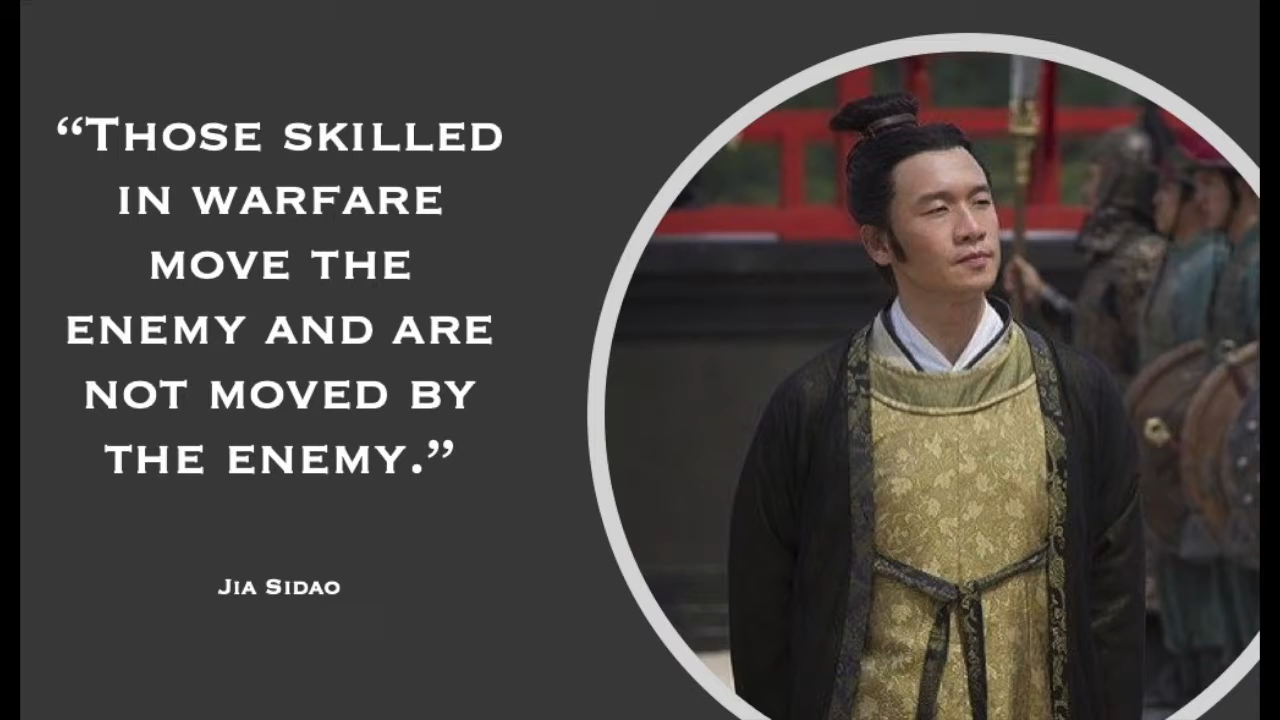 “Those skilled
in warfare
move the
enemy and are
not moved by
the enemy.”
Jia Sidao